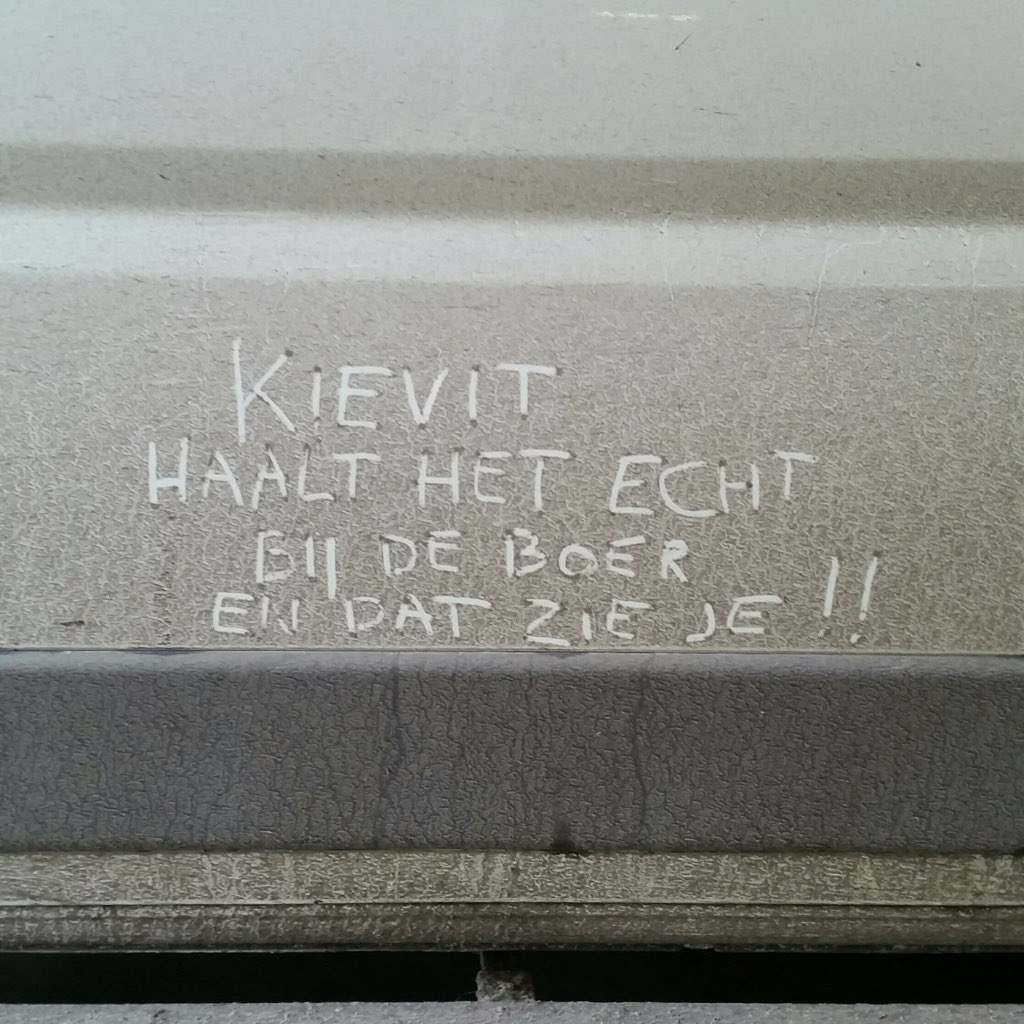 KIEVIT
HAALT HET ECHT
BIJ DE BOER
EN DAT ZIE JE !!